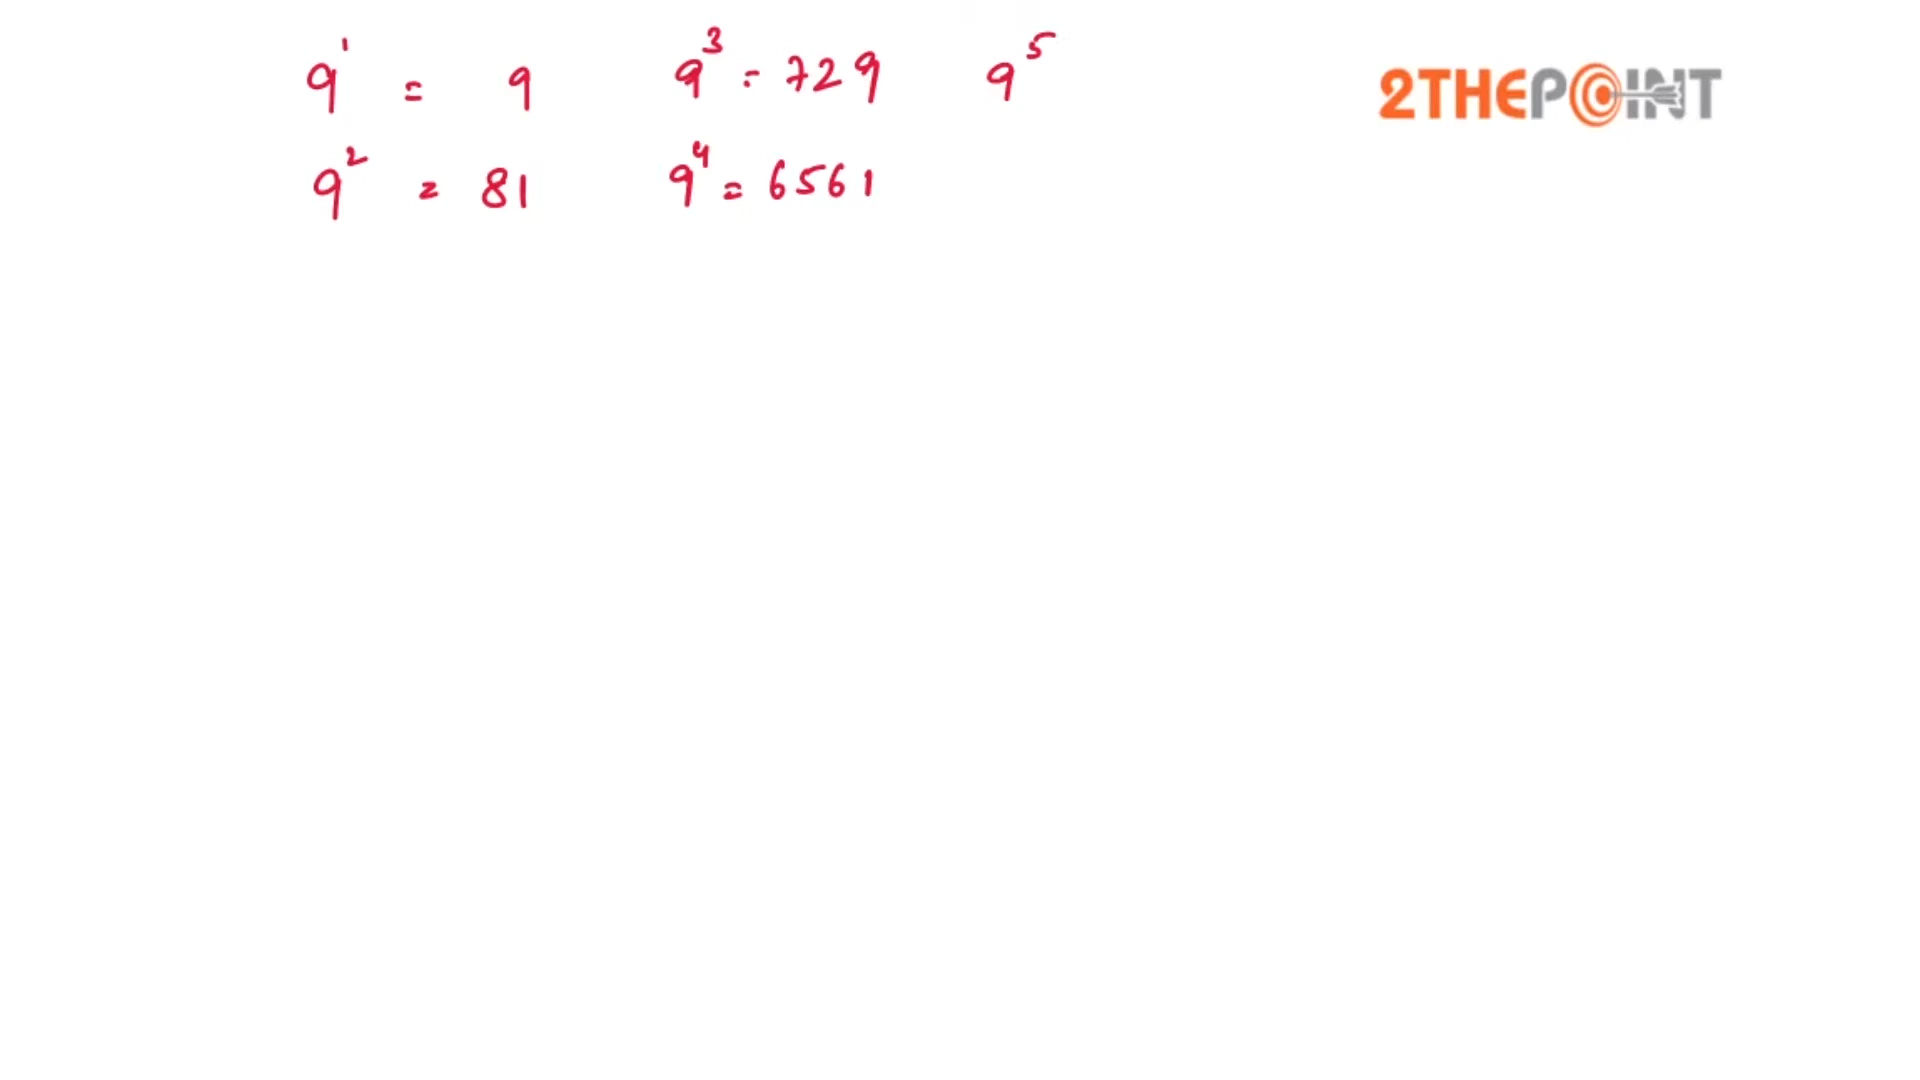 9¹ = 9 9³ = 729 9⁵
9² = 81 9⁴ = 6561
2THEPOINT